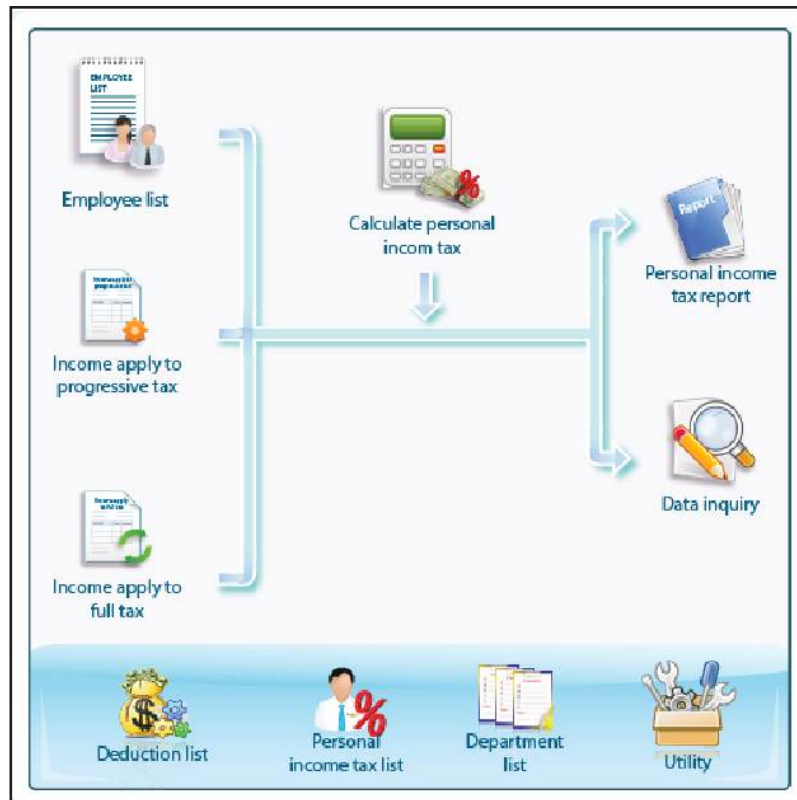 EMPLOYEE
LIST
Employee list
Calculate personal
incom tax
Report
Personal income
tax report
Income apply to
progressive tax
Data inquiry
Income apply to
full tax
Deduction list
Personal
income tax list
Department
list
Utility